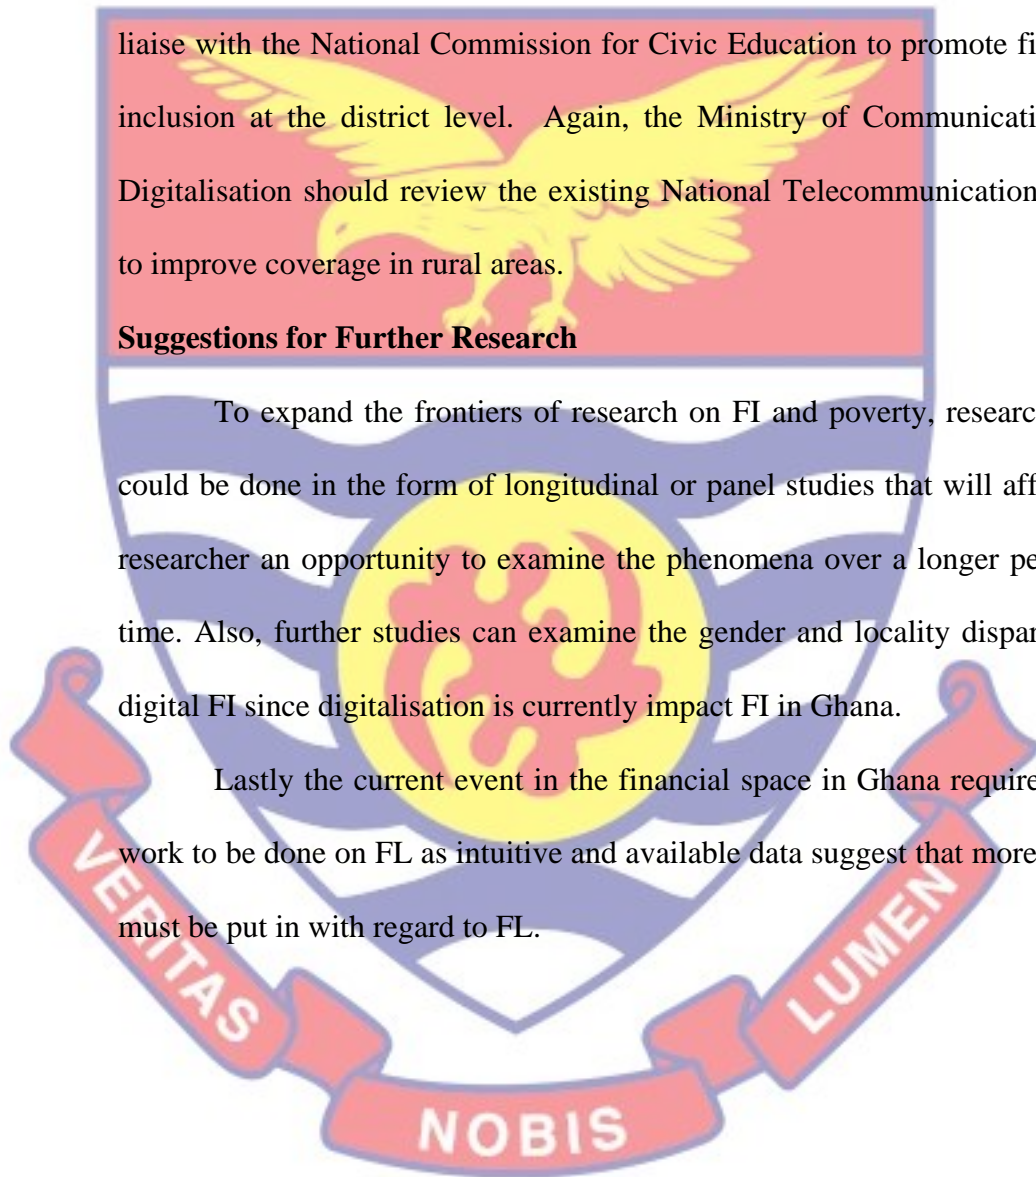 liaise with the National Commission for Civic Education to promote fi
inclusion at the district level. Again, the Ministry of Communicati
Digitalisation should review the existing National Telecommunication
to improve coverage in rural areas.
Suggestions for Further Research
To expand the frontiers of research on FI and poverty, researc
could be done in the form of longitudinal or panel studies that will aff
researcher an opportunity to examine the phenomena over a longer pe
time. Also, further studies can examine the gender and locality dispar
digital FI since digitalisation is currently impact FI in Ghana.
Lastly the current event in the financial space in Ghana require
work to be done on FL as intuitive and available data suggest that more
must be put in with regard to FL.
VERITAS
NOBIS
LUMEN